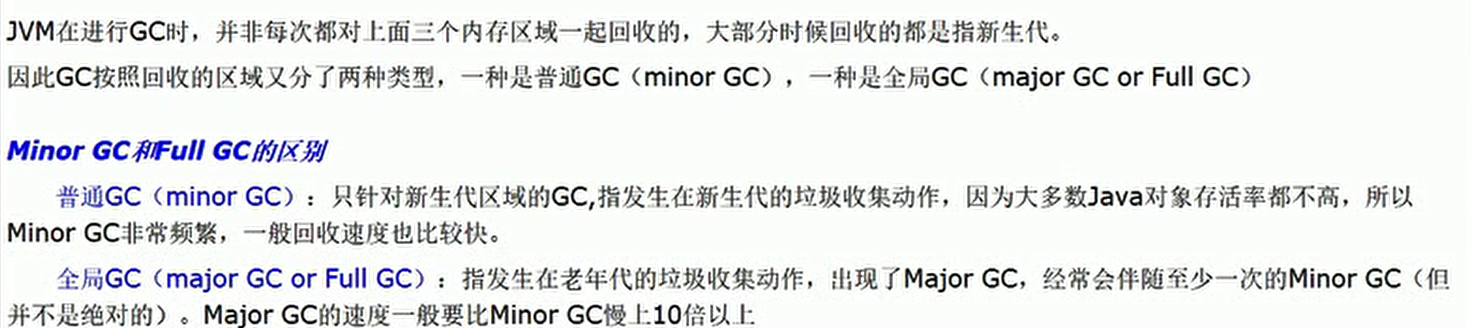 JVM在进行GC时，并非每次都对上面三个内存区域一起回收的，大部分时候回收的都是指新生代。
因此GC按照回收的区域又分了两种类型，一种是普通GC（minor GC），一种是全局GC（major GC or Full GC）
Minor GC和Full GC的区别
普通GC（minor GC）：只针对新生代区域的GC,指发生在新生代的垃圾收集动作，因为大多数Java对象存活率都不高，所以
Minor GC非常频繁，一般回收速度也比较快。
全局GC（major GC or Full GC）：指发生在老年代的垃圾收集动作，出现了Major GC，经常会伴随至少一次的Minor GC（但
并不是绝对的）。Major GC的速度一般要比Minor GC慢上10倍以上